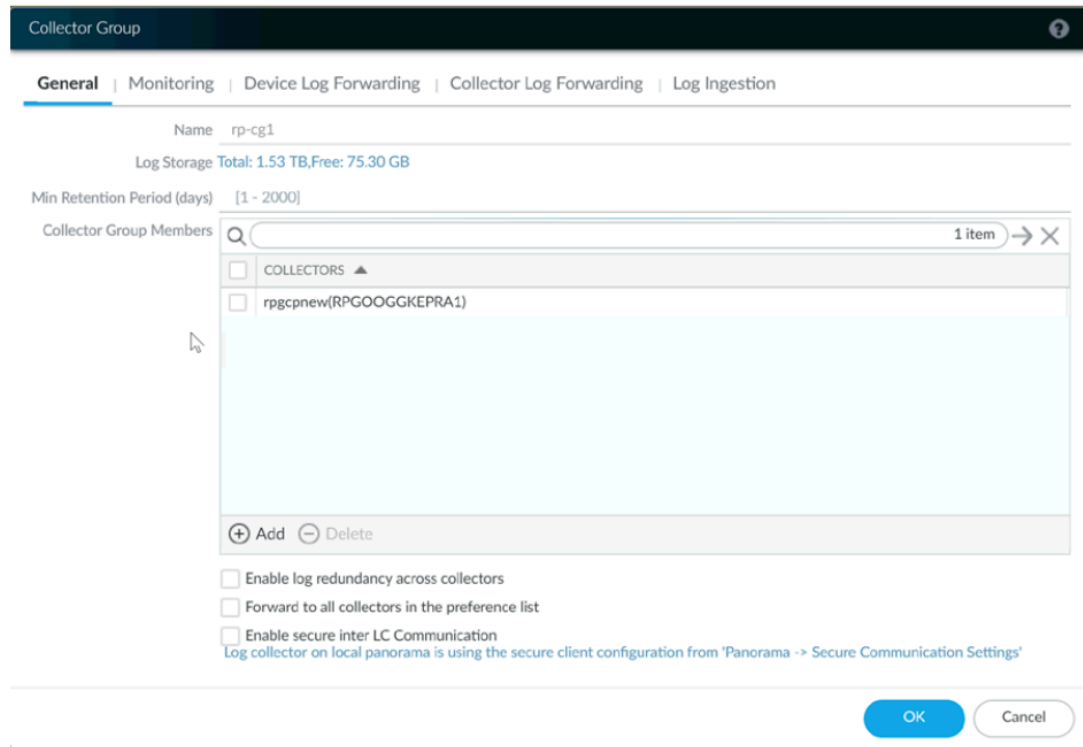 Collector Group
General | Monitoring | Device Log Forwarding | Collector Log Forwarding | Log Ingestion
Name rp-cg1
Log Storage Total: 1.53 TB,Free: 75.30 GB
Min Retention Period (days) [1 - 2000]
Collector Group Members 1 item
COLLECTORS
rpgcpnew(RPGOOGGKEPRA1)
Add Delete
Enable log redundancy across collectors
Forward to all collectors in the preference list
Enable secure inter LC Communication
Log collector on local panorama is using the secure client configuration from 'Panorama -> Secure Communication Settings'
OK Cancel